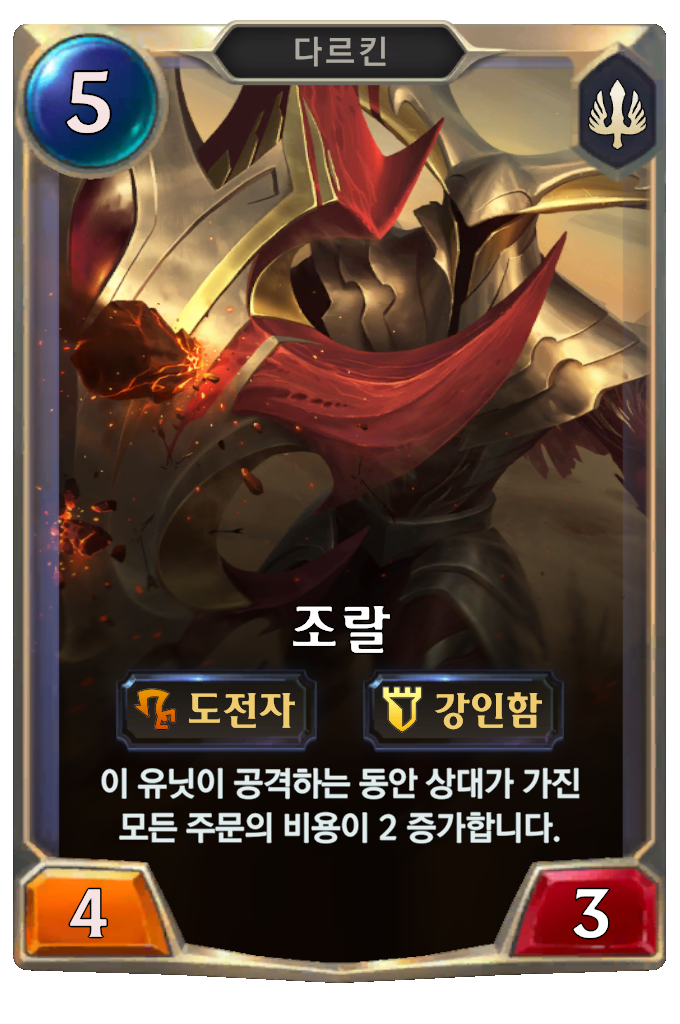 다르킨
5
조랄
도전자 강인함
이 유닛이 공격하는 동안 상대가 가진
모든 주문의 비용이 2 증가합니다.
4 3